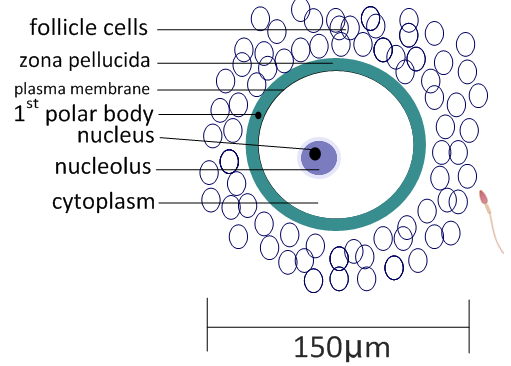 follicle cells
zona pellucida
plasma membrane
1st polar body
nucleus
nucleolus
cytoplasm
150µm